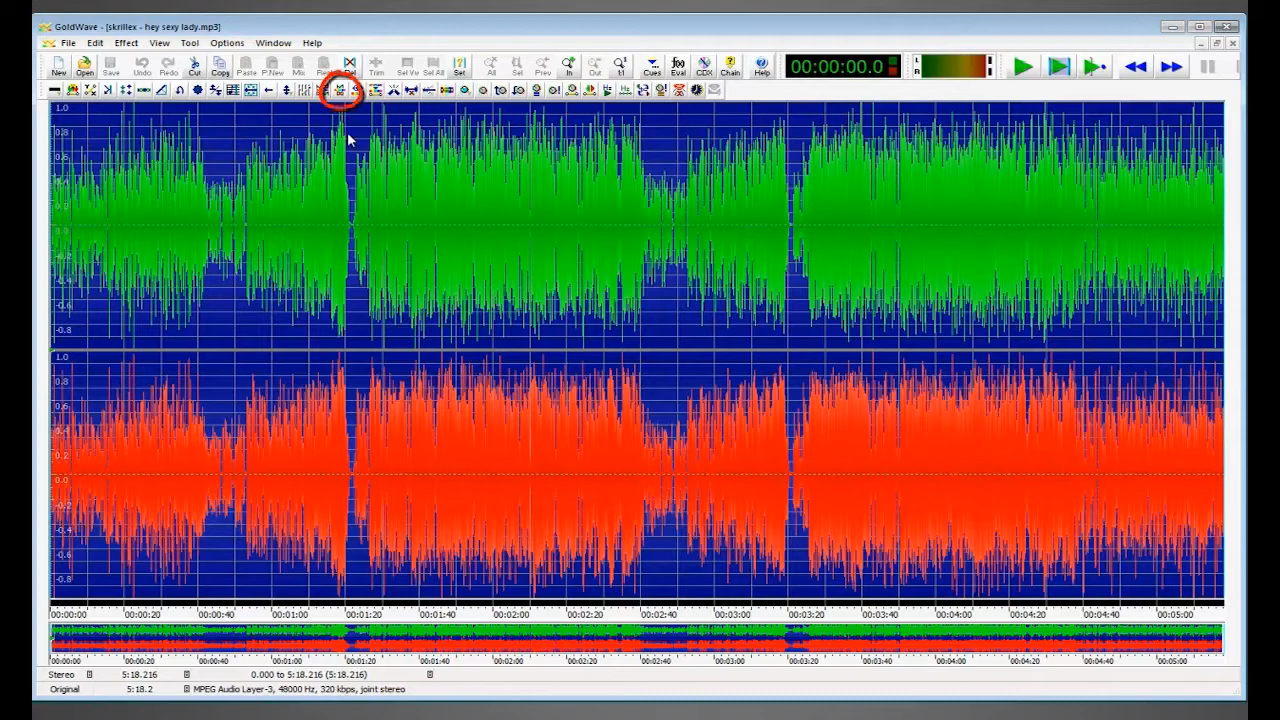 GoldWave - [skrillex - hey sexy lady.mp3]
File Edit Effect View Tool Options Window Help
New Open Save Undo Redo Cut Copy Paste P.New Mix Trim Sel Vw Sel All Set All Sel Prev In Out 1:1 Cues Eval CDX Chain Help
00:00:00.0
L
R
1.0
0.8
0.6
0.4
0.2
0.0
-0.2
-0.4
-0.6
-0.8
1.0
0.8
0.6
0.4
0.2
0.0
-0.2
-0.4
-0.6
-0.8
00:00:00 00:00:20 00:00:40 00:01:00 00:01:20 00:01:40 00:02:00 00:02:20 00:02:40 00:03:00 00:03:20 00:03:40 00:04:00 00:04:20 00:04:40 00:05:00
00:00:00 00:00:20 00:00:40 00:01:00 00:01:20 00:01:40 00:02:00 00:02:20 00:02:40 00:03:00 00:03:20 00:03:40 00:04:00 00:04:20 00:04:40 00:05:00
Stereo 5:18.216 0.000 to 5:18.216 (5:18.216)
Original 5:18.2 MPEG Audio Layer-3, 48000 Hz, 320 kbps, joint stereo